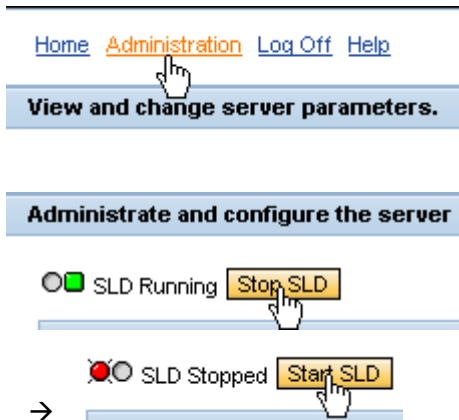 Home Administration Log Off Help
View and change server parameters.
Administrate and configure the server
SLD Running Stop SLD
SLD Stopped Start SLD
→